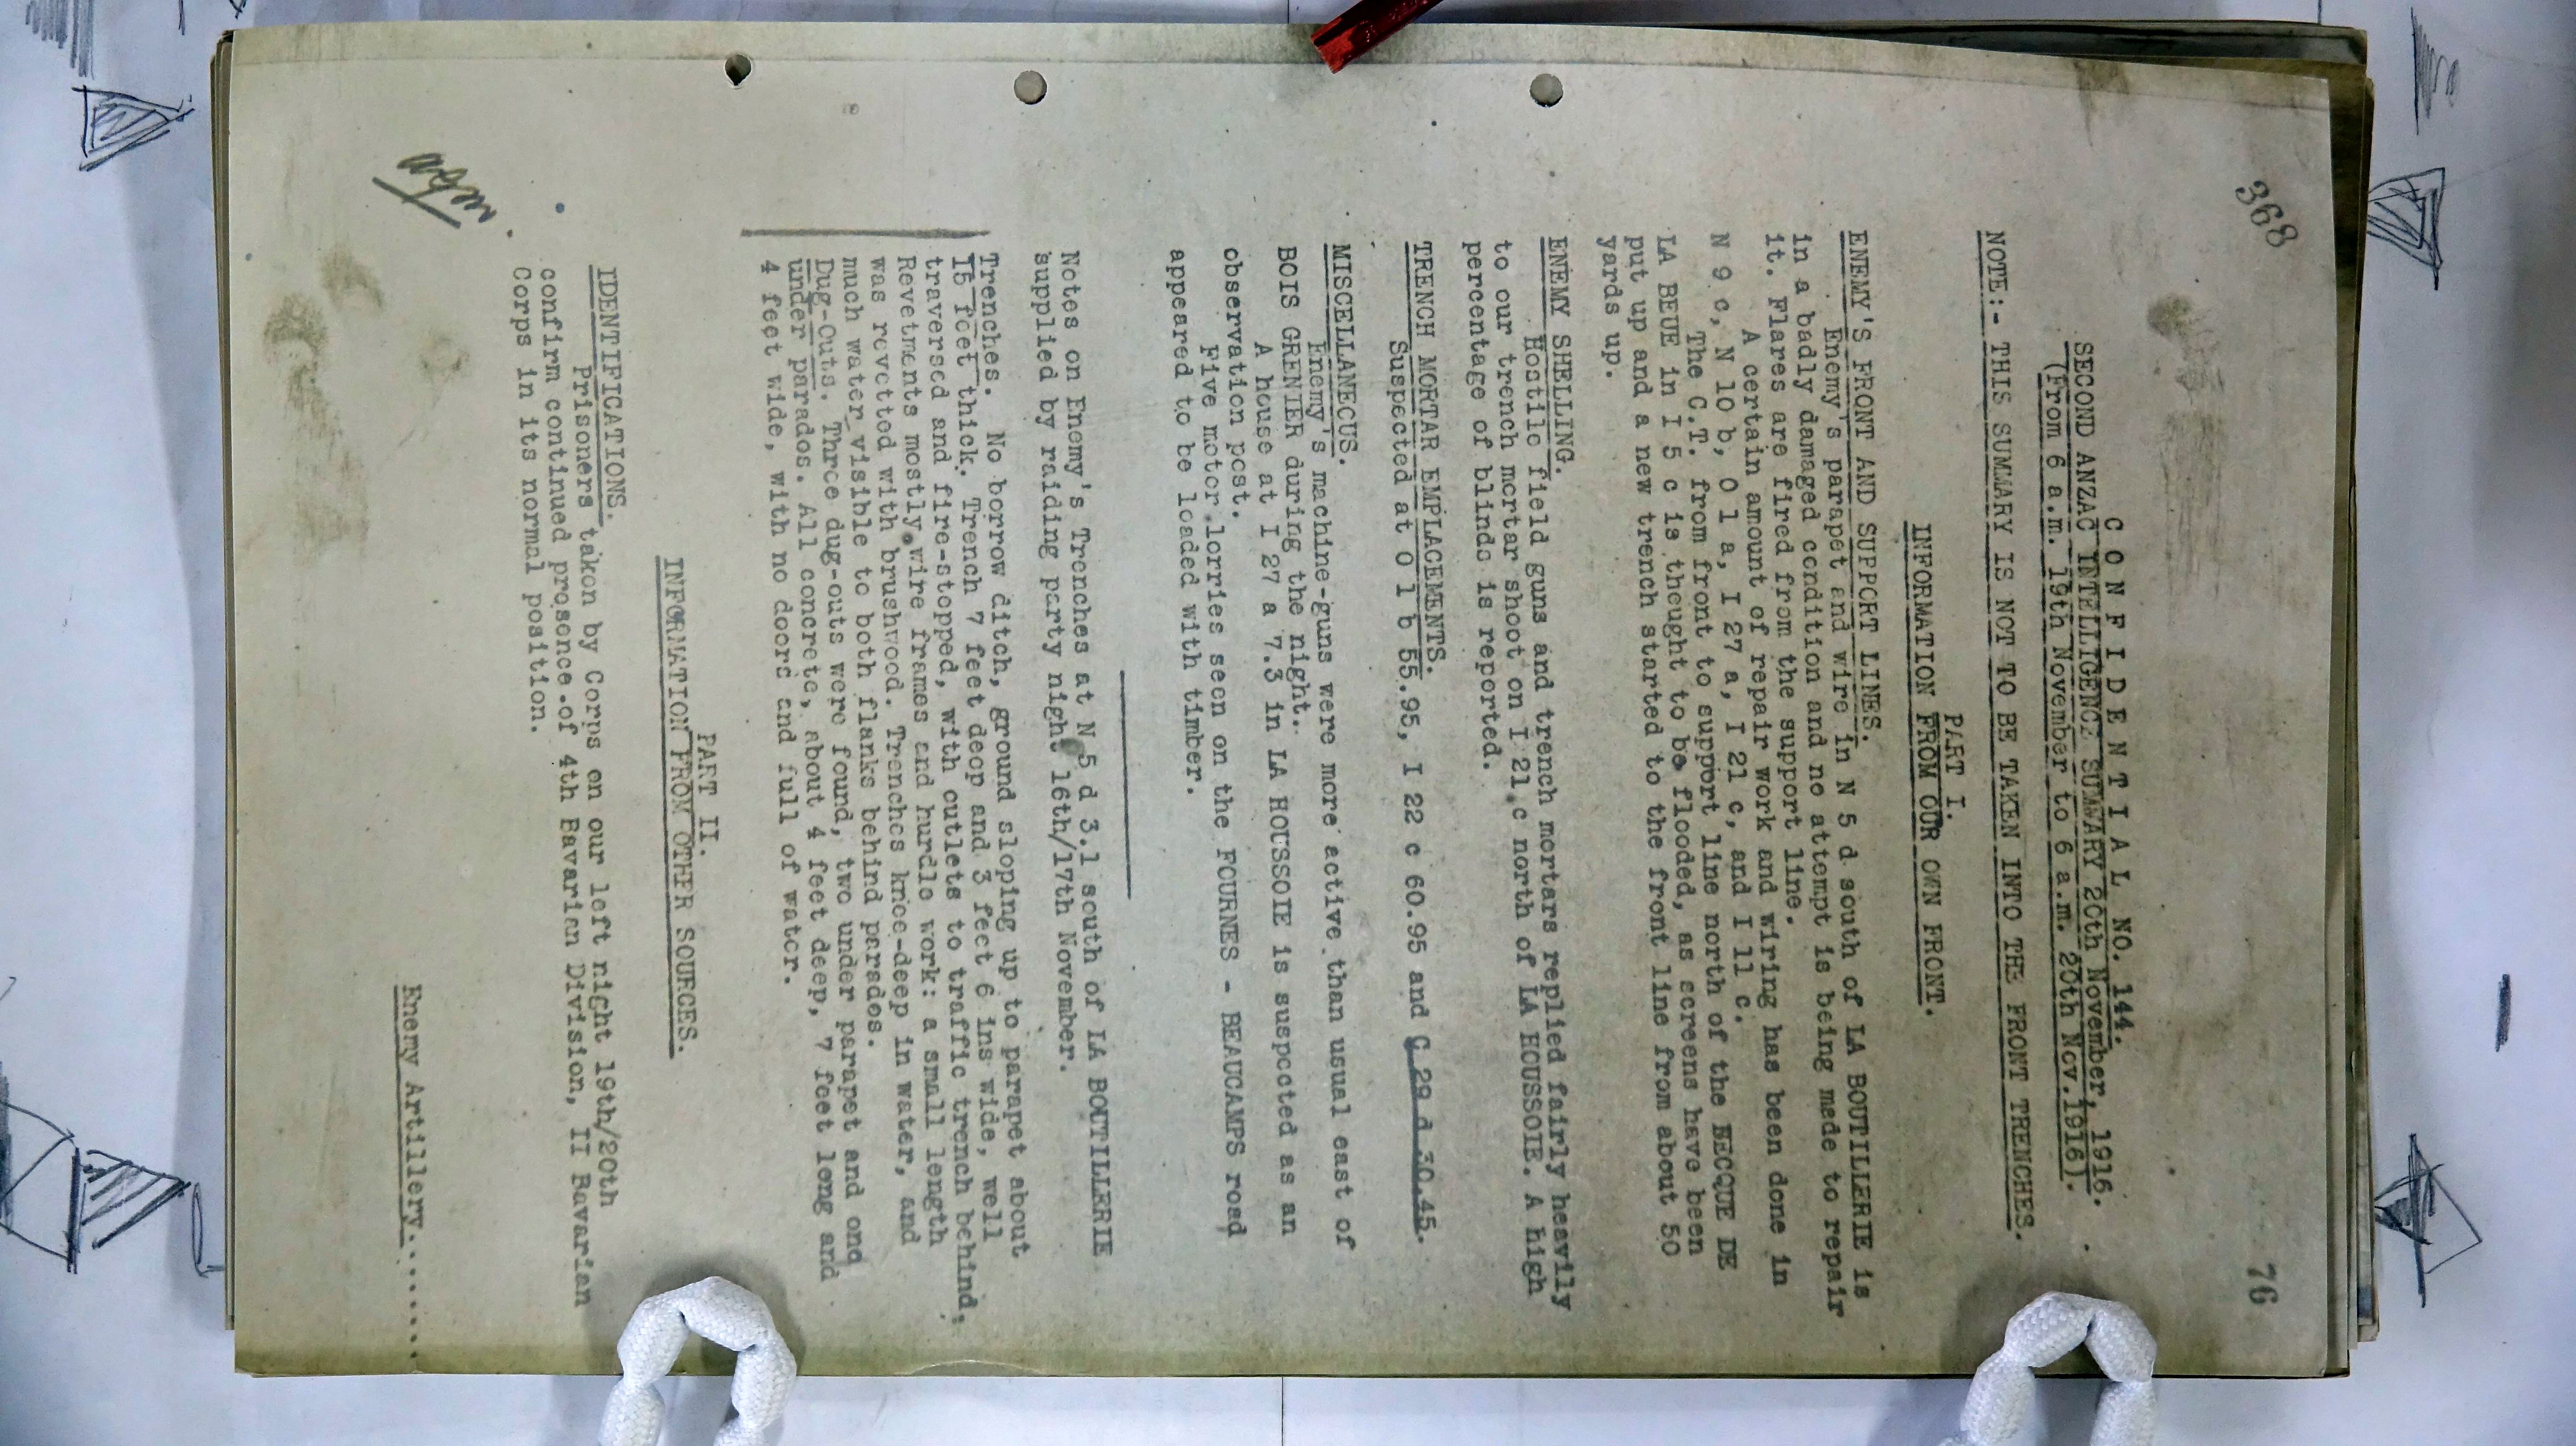 368
76
C O N F I D E N T I A L  NO. 144.
SECOND ANZAC INTELLIGENCE SUMMARY 20th November, 1916.
(From 6 a.m. 19th November to 6 a.m. 20th Nov.1916).
NOTE:- THIS SUMMARY IS NOT TO BE TAKEN INTO THE FRONT TRENCHES.
PART I.
INFORMATION FROM OUR OWN FRONT.
ENEMY'S FRONT AND SUPPORT LINES.
Enemy's parapet and wire in N 5 d south of LA BOUTILLERIE is
in a badly damaged condition and no attempt is being made to repair
it. Flares are fired from the support line.
A certain amount of repair work and wiring has been done in
N 9 c, N 10 b, O 1 a, I 27 a, I 21 c, and I 11 c.
The C.T. from front to support line north of the BECQUE DE
LA BEUE in I 5 c is thought to be flooded, as screens have been
put up and a new trench started to the front line from about 50
yards up.
ENEMY SHELLING.
Hostile field guns and trench mortars replied fairly heavily
to our trench mortar shoot on I 21.c north of LA HOUSSOIE. A high
percentage of blinds is reported.
TRENCH MORTAR EMPLACEMENTS.
Suspected at O 1 b 55.95, I 22 c 60.95 and C 29 d 30.45.
MISCELLANEOUS.
Enemy's machine-guns were more active than usual east of
BOIS GRENIER during the night.
A house at I 27 a 7.3 in LA HOUSSOIE is suspected as an
observation post.
Five motor lorries seen on the FOURNES - BEAUCAMPS road
appeared to be loaded with timber.
Notes on Enemy's Trenches at N 5 d 3.1 south of LA BOUTILLERIE
supplied by raiding party night 16th/17th November.
Trenches. No borrow ditch, ground sloping up to parapet about
15 feet thick. Trench 7 feet deep and 3 feet 6 ins wide, well
traversed and fire-stopped, with outlets to traffic trench behind.
Revetments mostly wire frames and hurdle work: a small length
was revetted with brushwood. Trenches knee-deep in water, and
much water visible to both flanks behind parados.
Dug-Outs. Three dug-outs were found, two under parapet and one
under parados. All concrete, about 4 feet deep, 7 feet long and
4 feet wide, with no doors and full of water.
PART II.
INFORMATION FROM OTHER SOURCES.
IDENTIFICATIONS.
Prisoners taken by Corps on our left night 19th/20th
confirm continued presence of 4th Bavarian Division, II Bavarian
Corps in its normal position.
Enemy Artillery.......